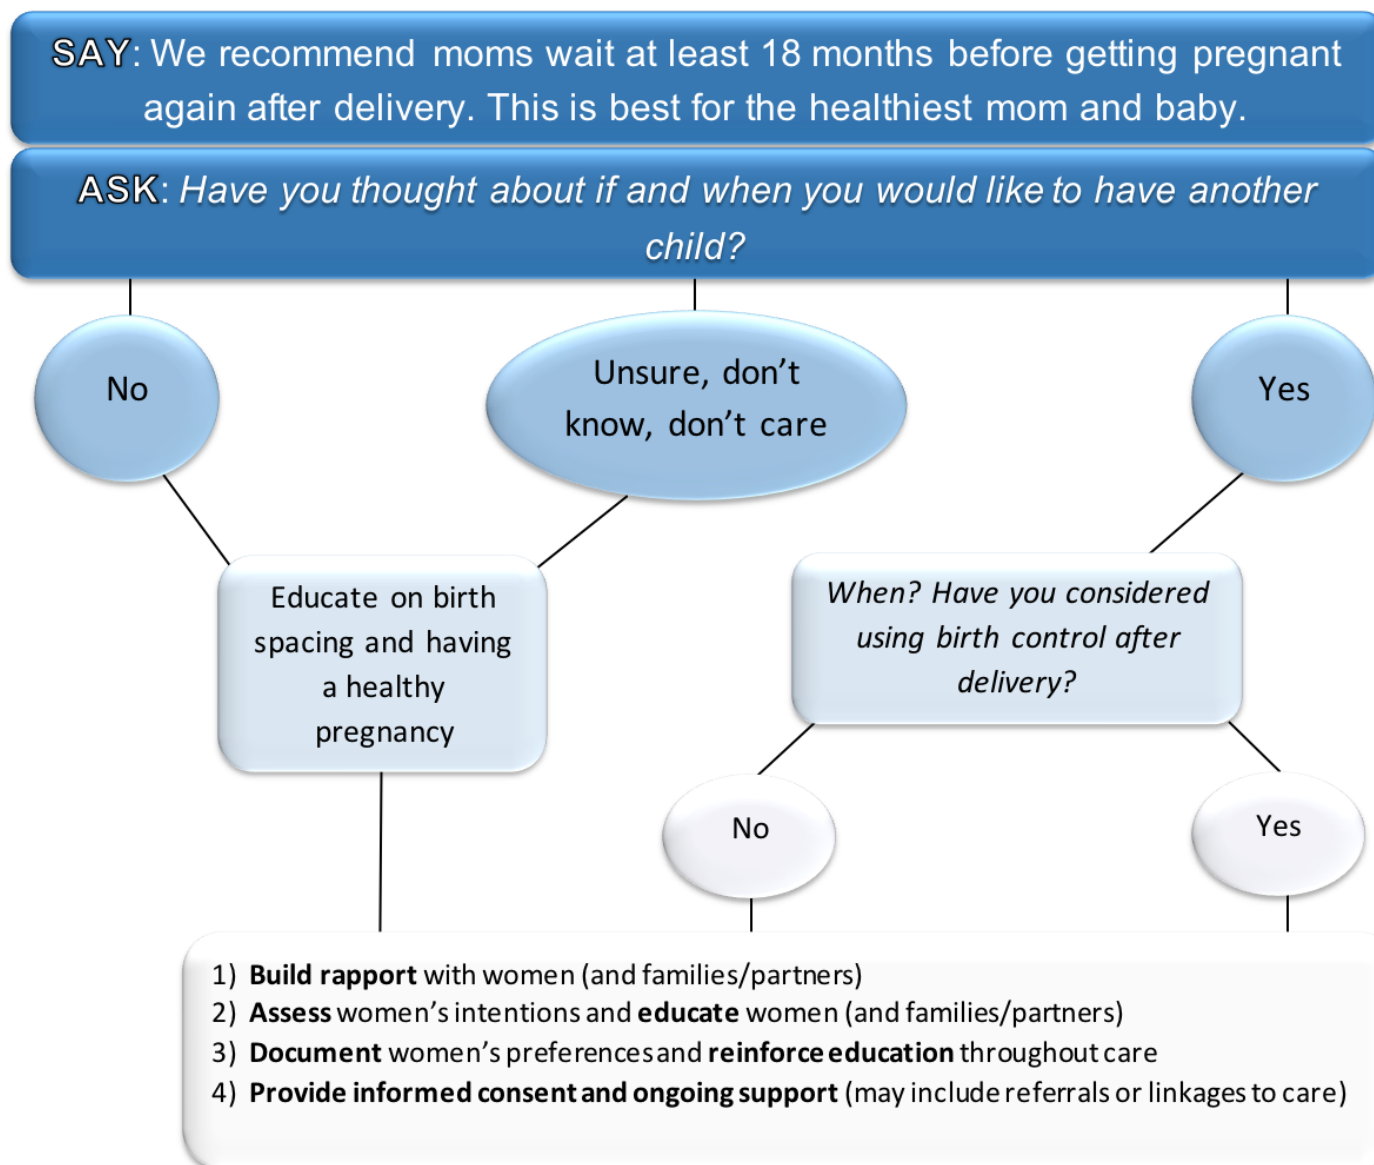 SAY: We recommend moms wait at least 18 months before getting pregnant
again after delivery. This is best for the healthiest mom and baby.
ASK: Have you thought about if and when you would like to have another
child?
No
Unsure, don't
know, don't care
Yes
Educate on birth
spacing and having
a healthy
pregnancy
When? Have you considered
using birth control after
delivery?
No
Yes
1) Build rapport with women (and families/partners)
2) Assess women's intentions and educate women (and families/partners)
3) Document women's preferences and reinforce education throughout care
4) Provide informed consent and ongoing support (may include referrals or linkages to care)